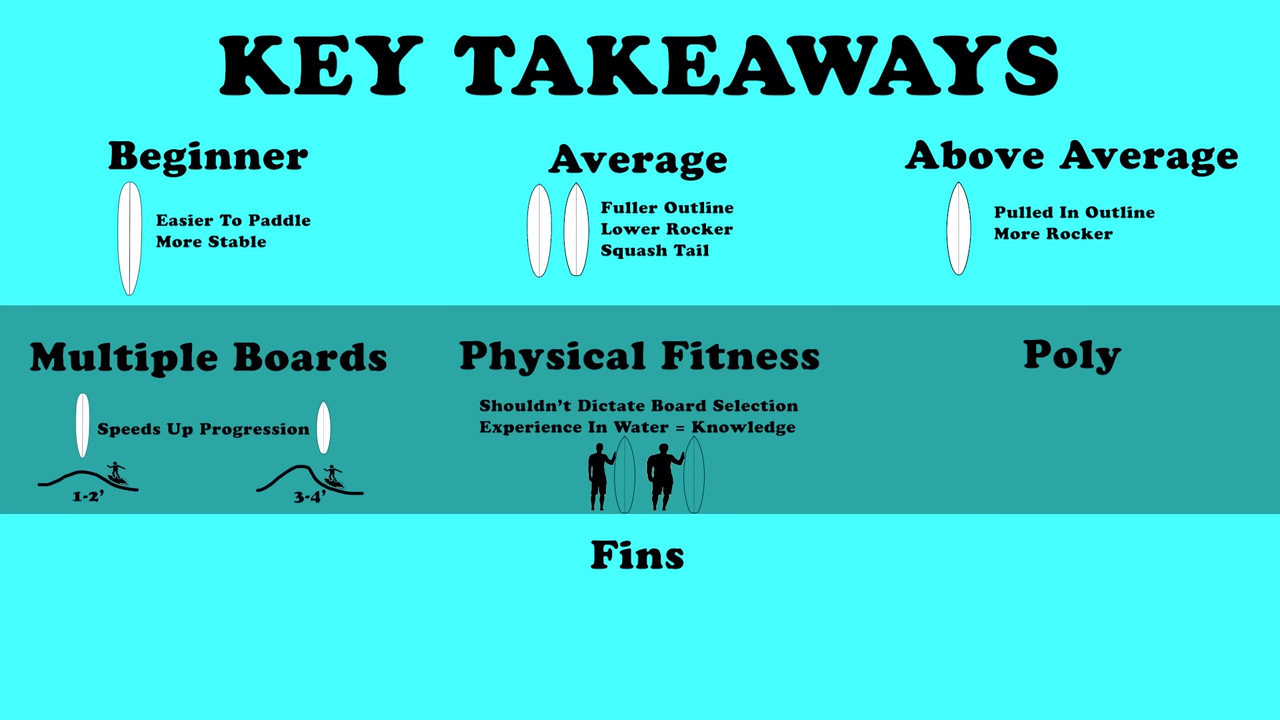 KEY TAKEAWAYS
Beginner
Easier To Paddle
More Stable
Average
Fuller Outline
Lower Rocker
Squash Tail
Above Average
Pulled In Outline
More Rocker
Multiple Boards
Speeds Up Progression
1-2'
3-4'
Physical Fitness
Shouldn't Dictate Board Selection
Experience In Water = Knowledge
Poly
Fins